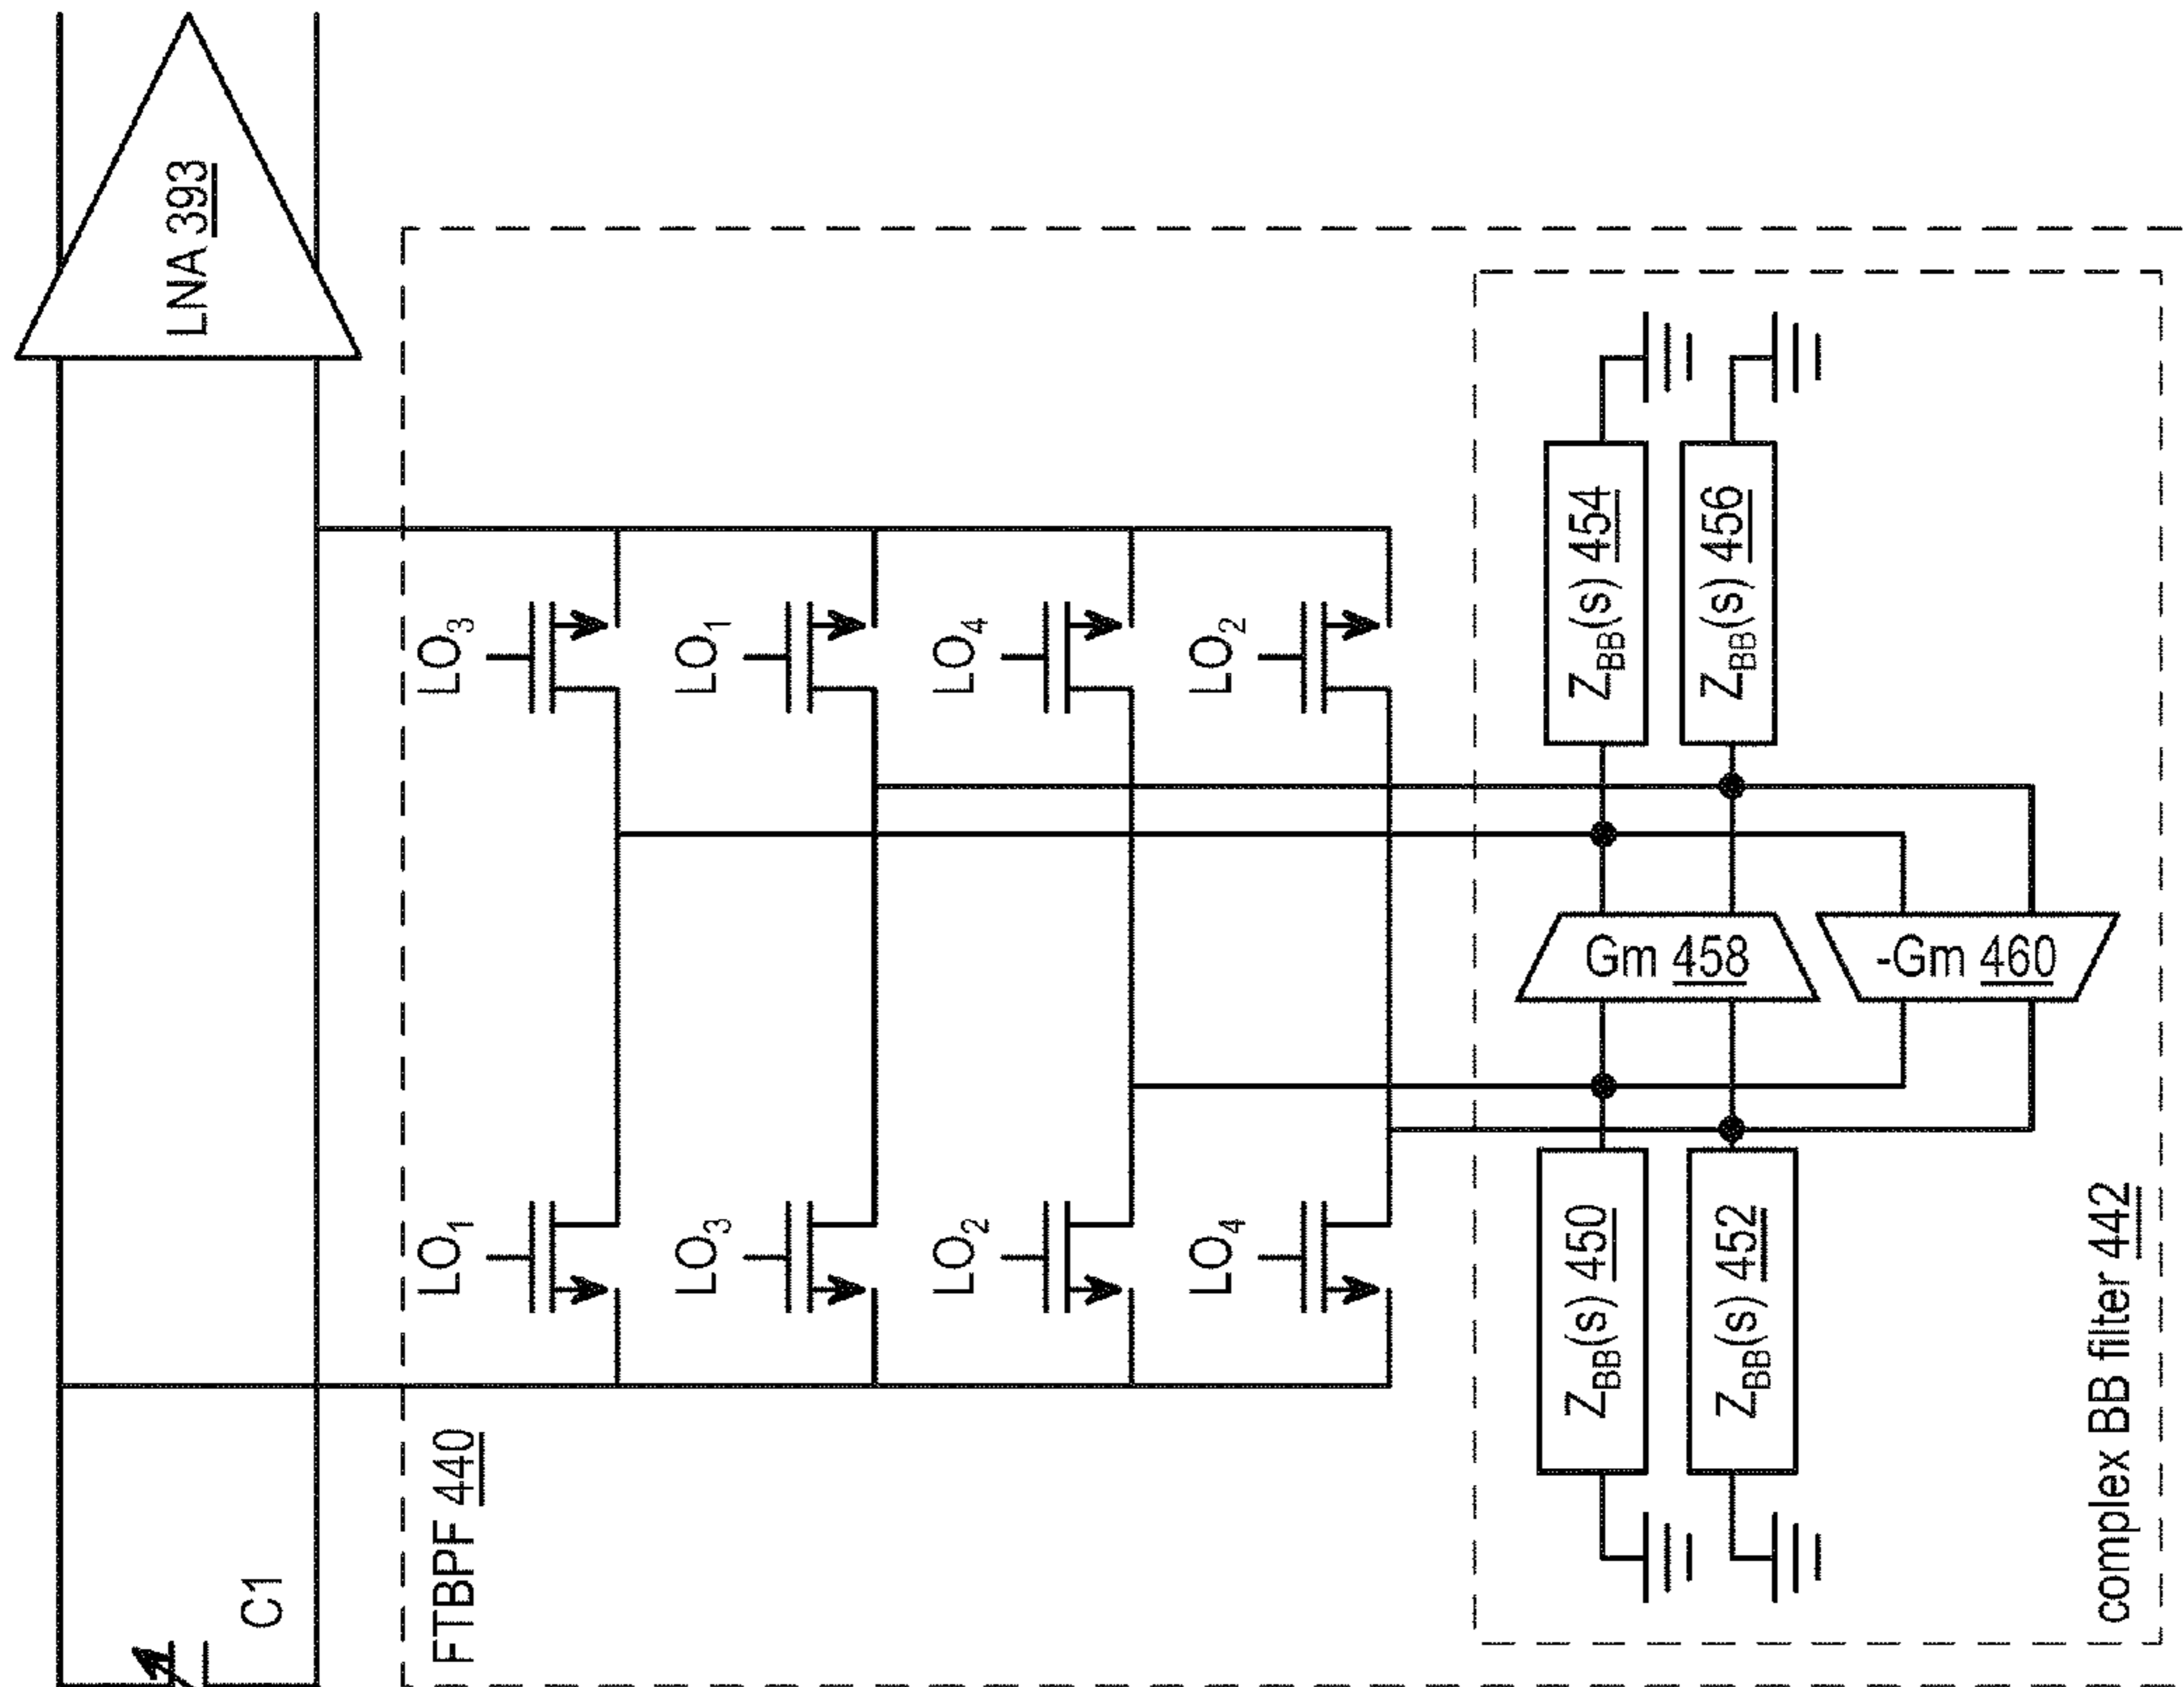 LNA 393
C1
FTBPF 440
LO1
LO3
LO3
LO1
LO2
LO4
LO4
LO2
ZBB(s) 450
ZBB(s) 454
ZBB(s) 452
ZBB(s) 456
Gm 458
-Gm 460
complex BB filter 442